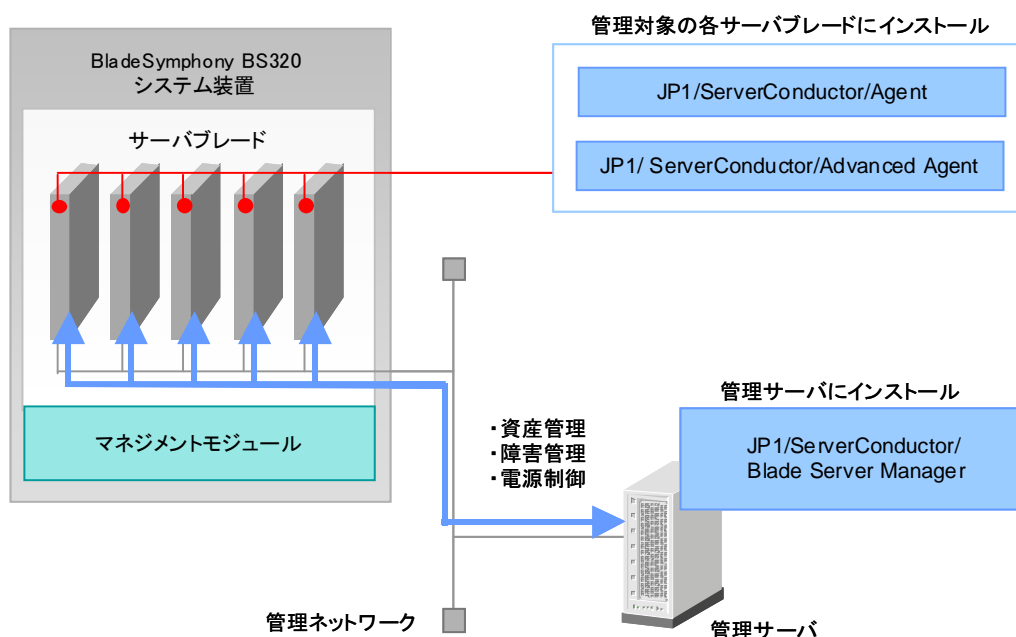 BladeSymphony BS320
システム装置
サーバブレード
マネジメントモジュール
管理対象の各サーバブレードにインストール
JP1/ServerConductor/Agent
JP1/ ServerConductor/Advanced Agent
・資産管理
・障害管理
・電源制御
管理サーバにインストール
JP1/ServerConductor/
Blade Server Manager
管理ネットワーク
管理サーバ